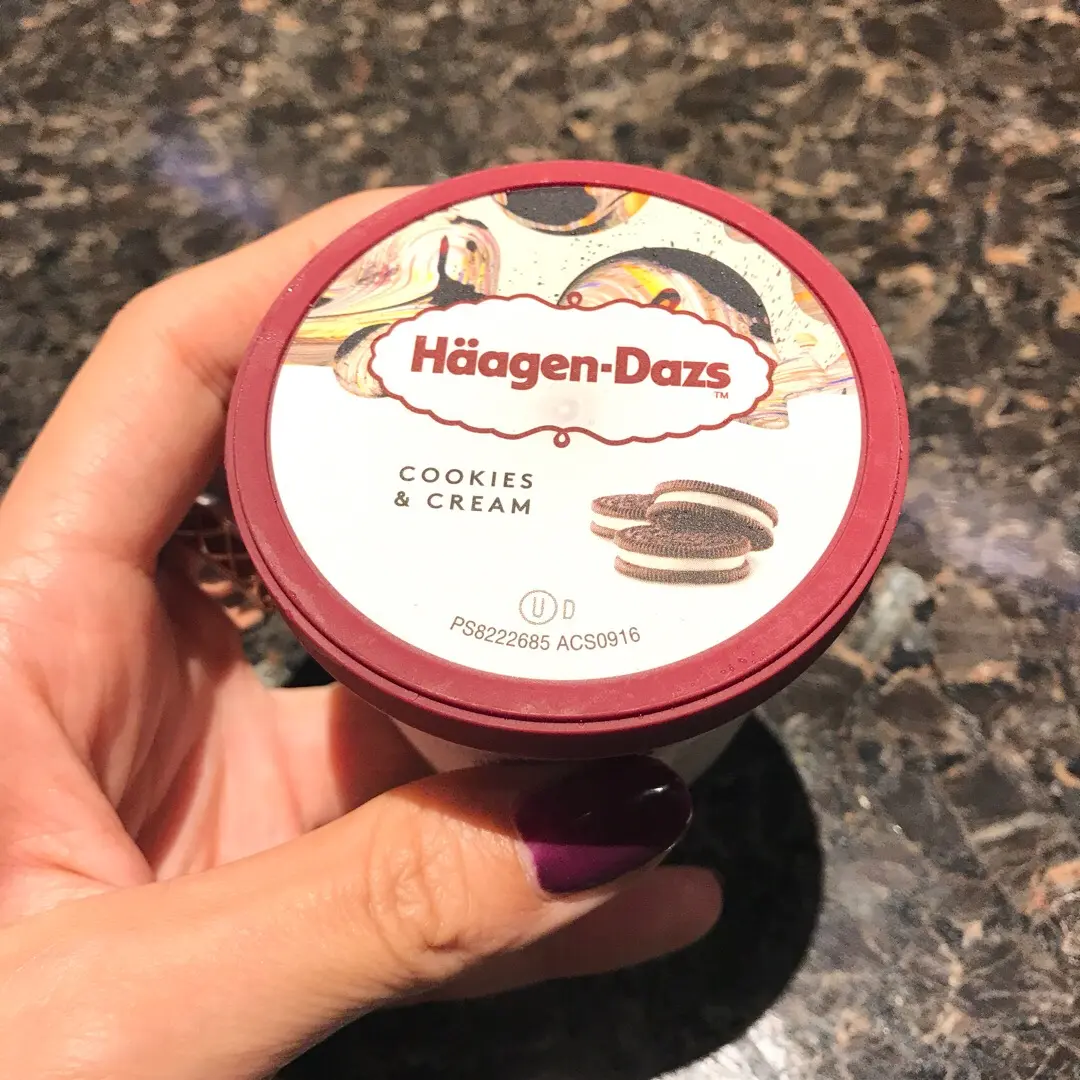 Häagen-Dazs
TM
COOKIES
& CREAM
U D
PS8222685 ACS0916